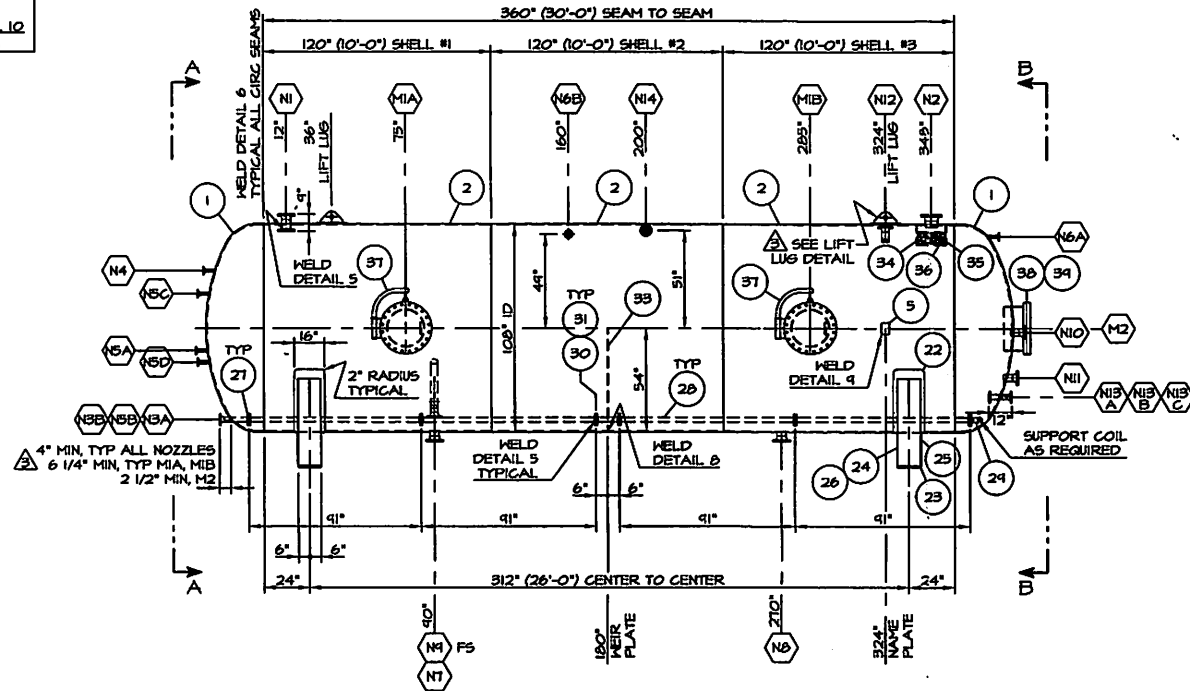 10
360" (30'-0") SEAM TO SEAM
120" (10'-0") SHELL #1
120" (10'-0") SHELL #2
120" (10'-0") SHELL #3
A
B
WELD DETAIL 6
TYPICAL ALL CIRC SEAMS
N1
M1A
N6B
N14
M1B
N12
N2
12"
36"
LIFT LUG
75"
160"
200"
285"
324"
LIFT LUG
348"
9"
1
2
2
2
1
N4
N5C
N5A
N5D
WELD
DETAIL 5
37
49"
108" ID
TYP
31
30
33
51"
54"
37
3 SEE LIFT
LUG DETAIL
34
36
35
N6A
38
39
5
N10
M2
WELD
DETAIL 9
22
N11
16"
2" RADIUS
TYPICAL
TYP
27
TYP
28
N3B
N5B
N3A
N13
A
N13
B
N13
C
12"
3 4" MIN, TYP ALL NOZZLES
6 1/4" MIN, TYP M1A, M1B
2 1/2" MIN, M2
WELD
DETAIL 5
TYPICAL
WELD
DETAIL 8
SUPPORT COIL
AS REQUIRED
26
24
25
23
29
6"
6"
91"
91"
91"
91"
6"
6"
24"
312" (26'-0") CENTER TO CENTER
24"
A
B
90"
N9
FS
N7
180"
WEIR
PLATE
270"
N8
324"
NAME
PLATE